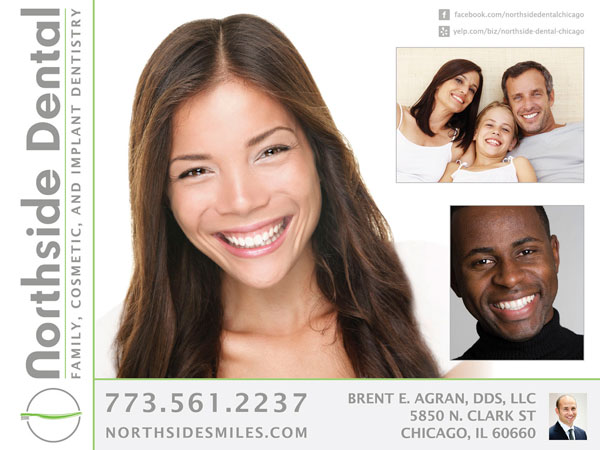 Northside Dental
FAMILY, COSMETIC, AND IMPLANT DENTISTRY
facebook.com/northsidedentalchicago
yelp.com/biz/northside-dental-chicago
773.561.2237
NORTHSIDESMILES.COM
BRENT E. AGRAN, DDS, LLC
5850 N. CLARK ST
CHICAGO, IL 60660